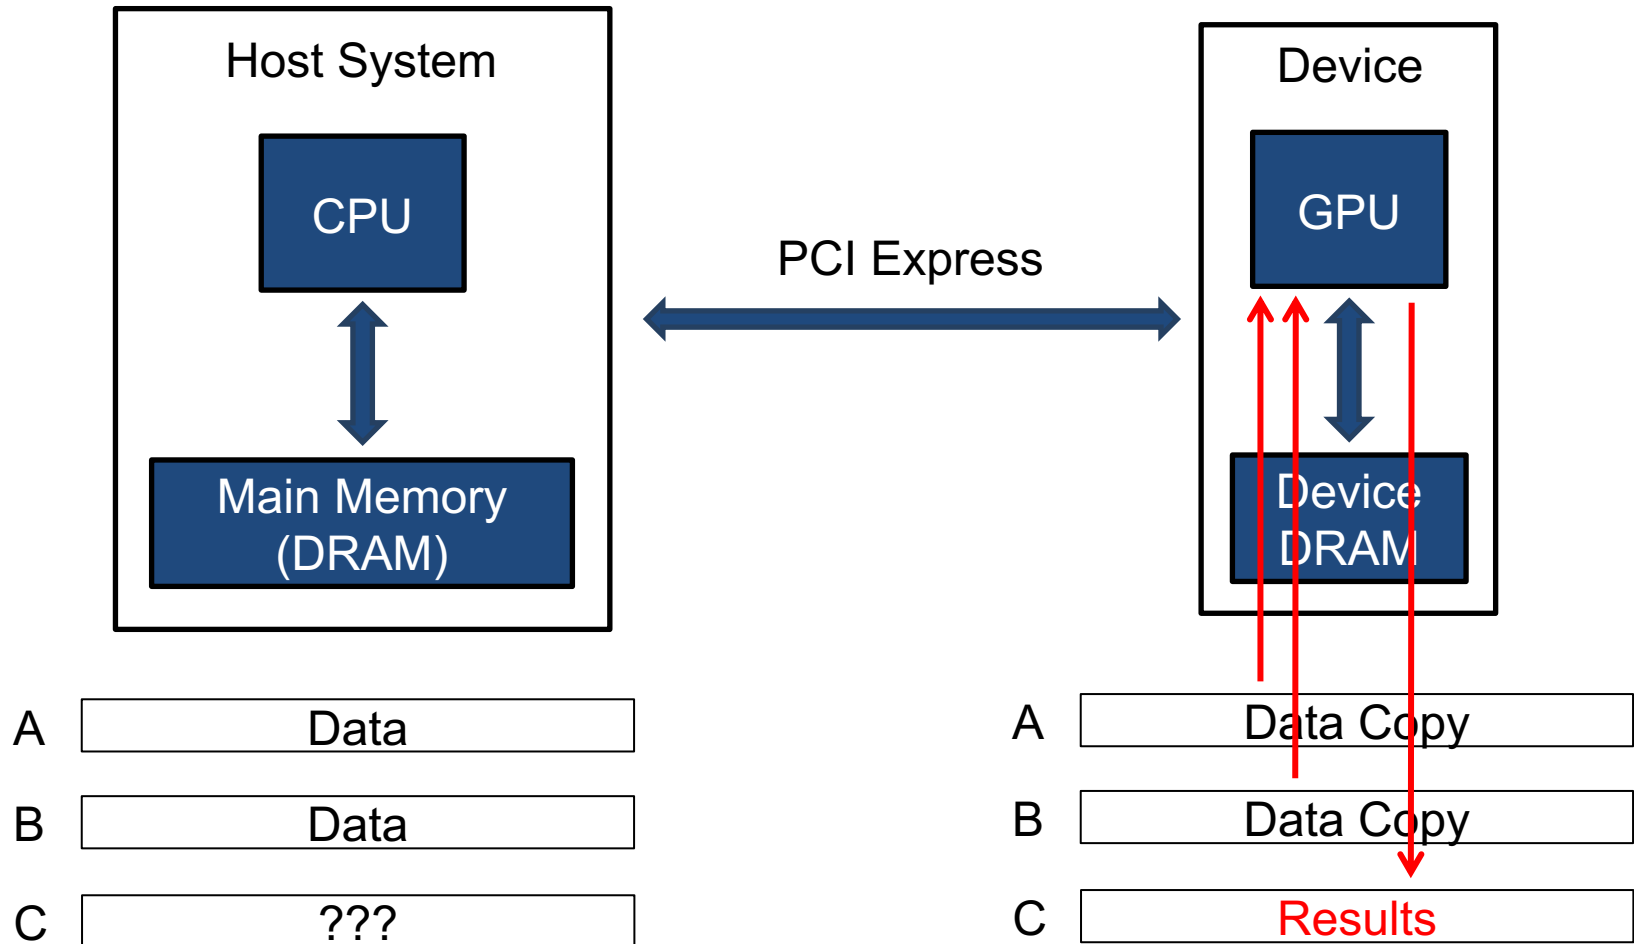 Host System
Device
CPU
GPU
PCI Express
Main Memory
(DRAM)
Device
DRAM
A
Data
A
Data Copy
B
Data
B
Data Copy
C
???
C
Results